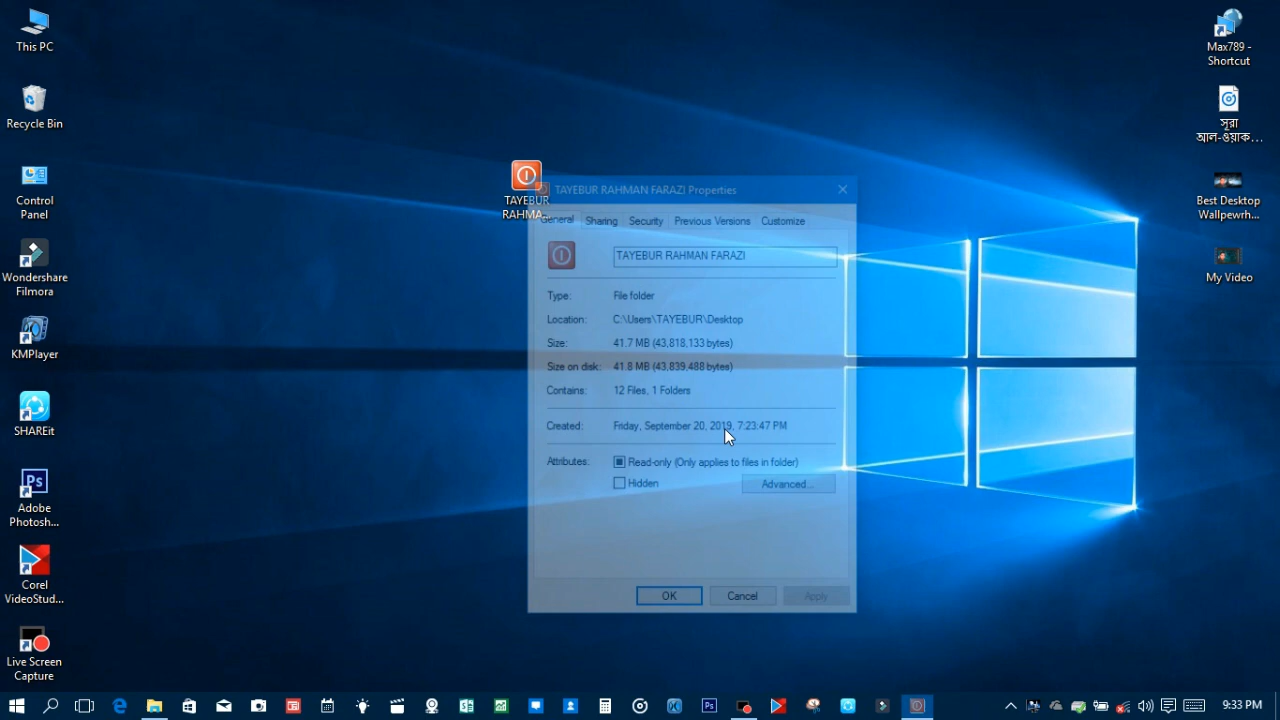 This PC
Recycle Bin
Control
Panel
Wondershare
Filmora
KMPlayer
SHAREit
Ps
Adobe
Photosh...
Corel
VideoStud...
Live Screen
Capture
TAYEBUR
RAHMA...
TAYEBUR RAHMAN FARAZI Properties
General Sharing Security Previous Versions Customize
TAYEBUR RAHMAN FARAZI
Type: File folder
Location: C:\Users\TAYEBUR\Desktop
Size: 41.7 MB (43,818,133 bytes)
Size on disk: 41.8 MB (43,839,488 bytes)
Contains: 12 Files, 1 Folders
Created: Friday, September 20, 2019, 7:23:47 PM
Attributes: Read-only (Only applies to files in folder)
Hidden Advanced...
OK Cancel Apply
Max789 -
Shortcut
সূরা
আল-ওয়াক...
Best Desktop
Wallpewrh...
My Video
Ps
9:33 PM